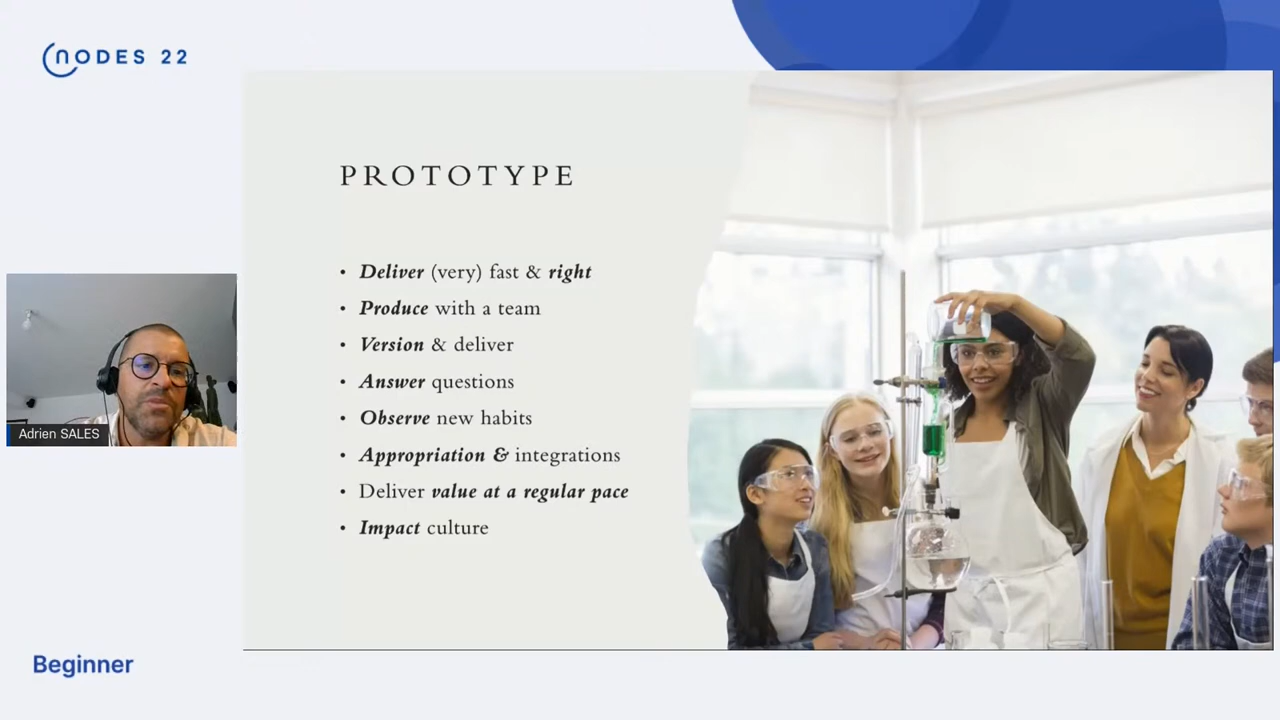 NODES 22
PROTOTYPE
• Deliver (very) fast & right
• Produce with a team
• Version & deliver
• Answer questions
• Observe new habits
• Appropriation & integrations
• Deliver value at a regular pace
• Impact culture
Adrien SALES
Beginner